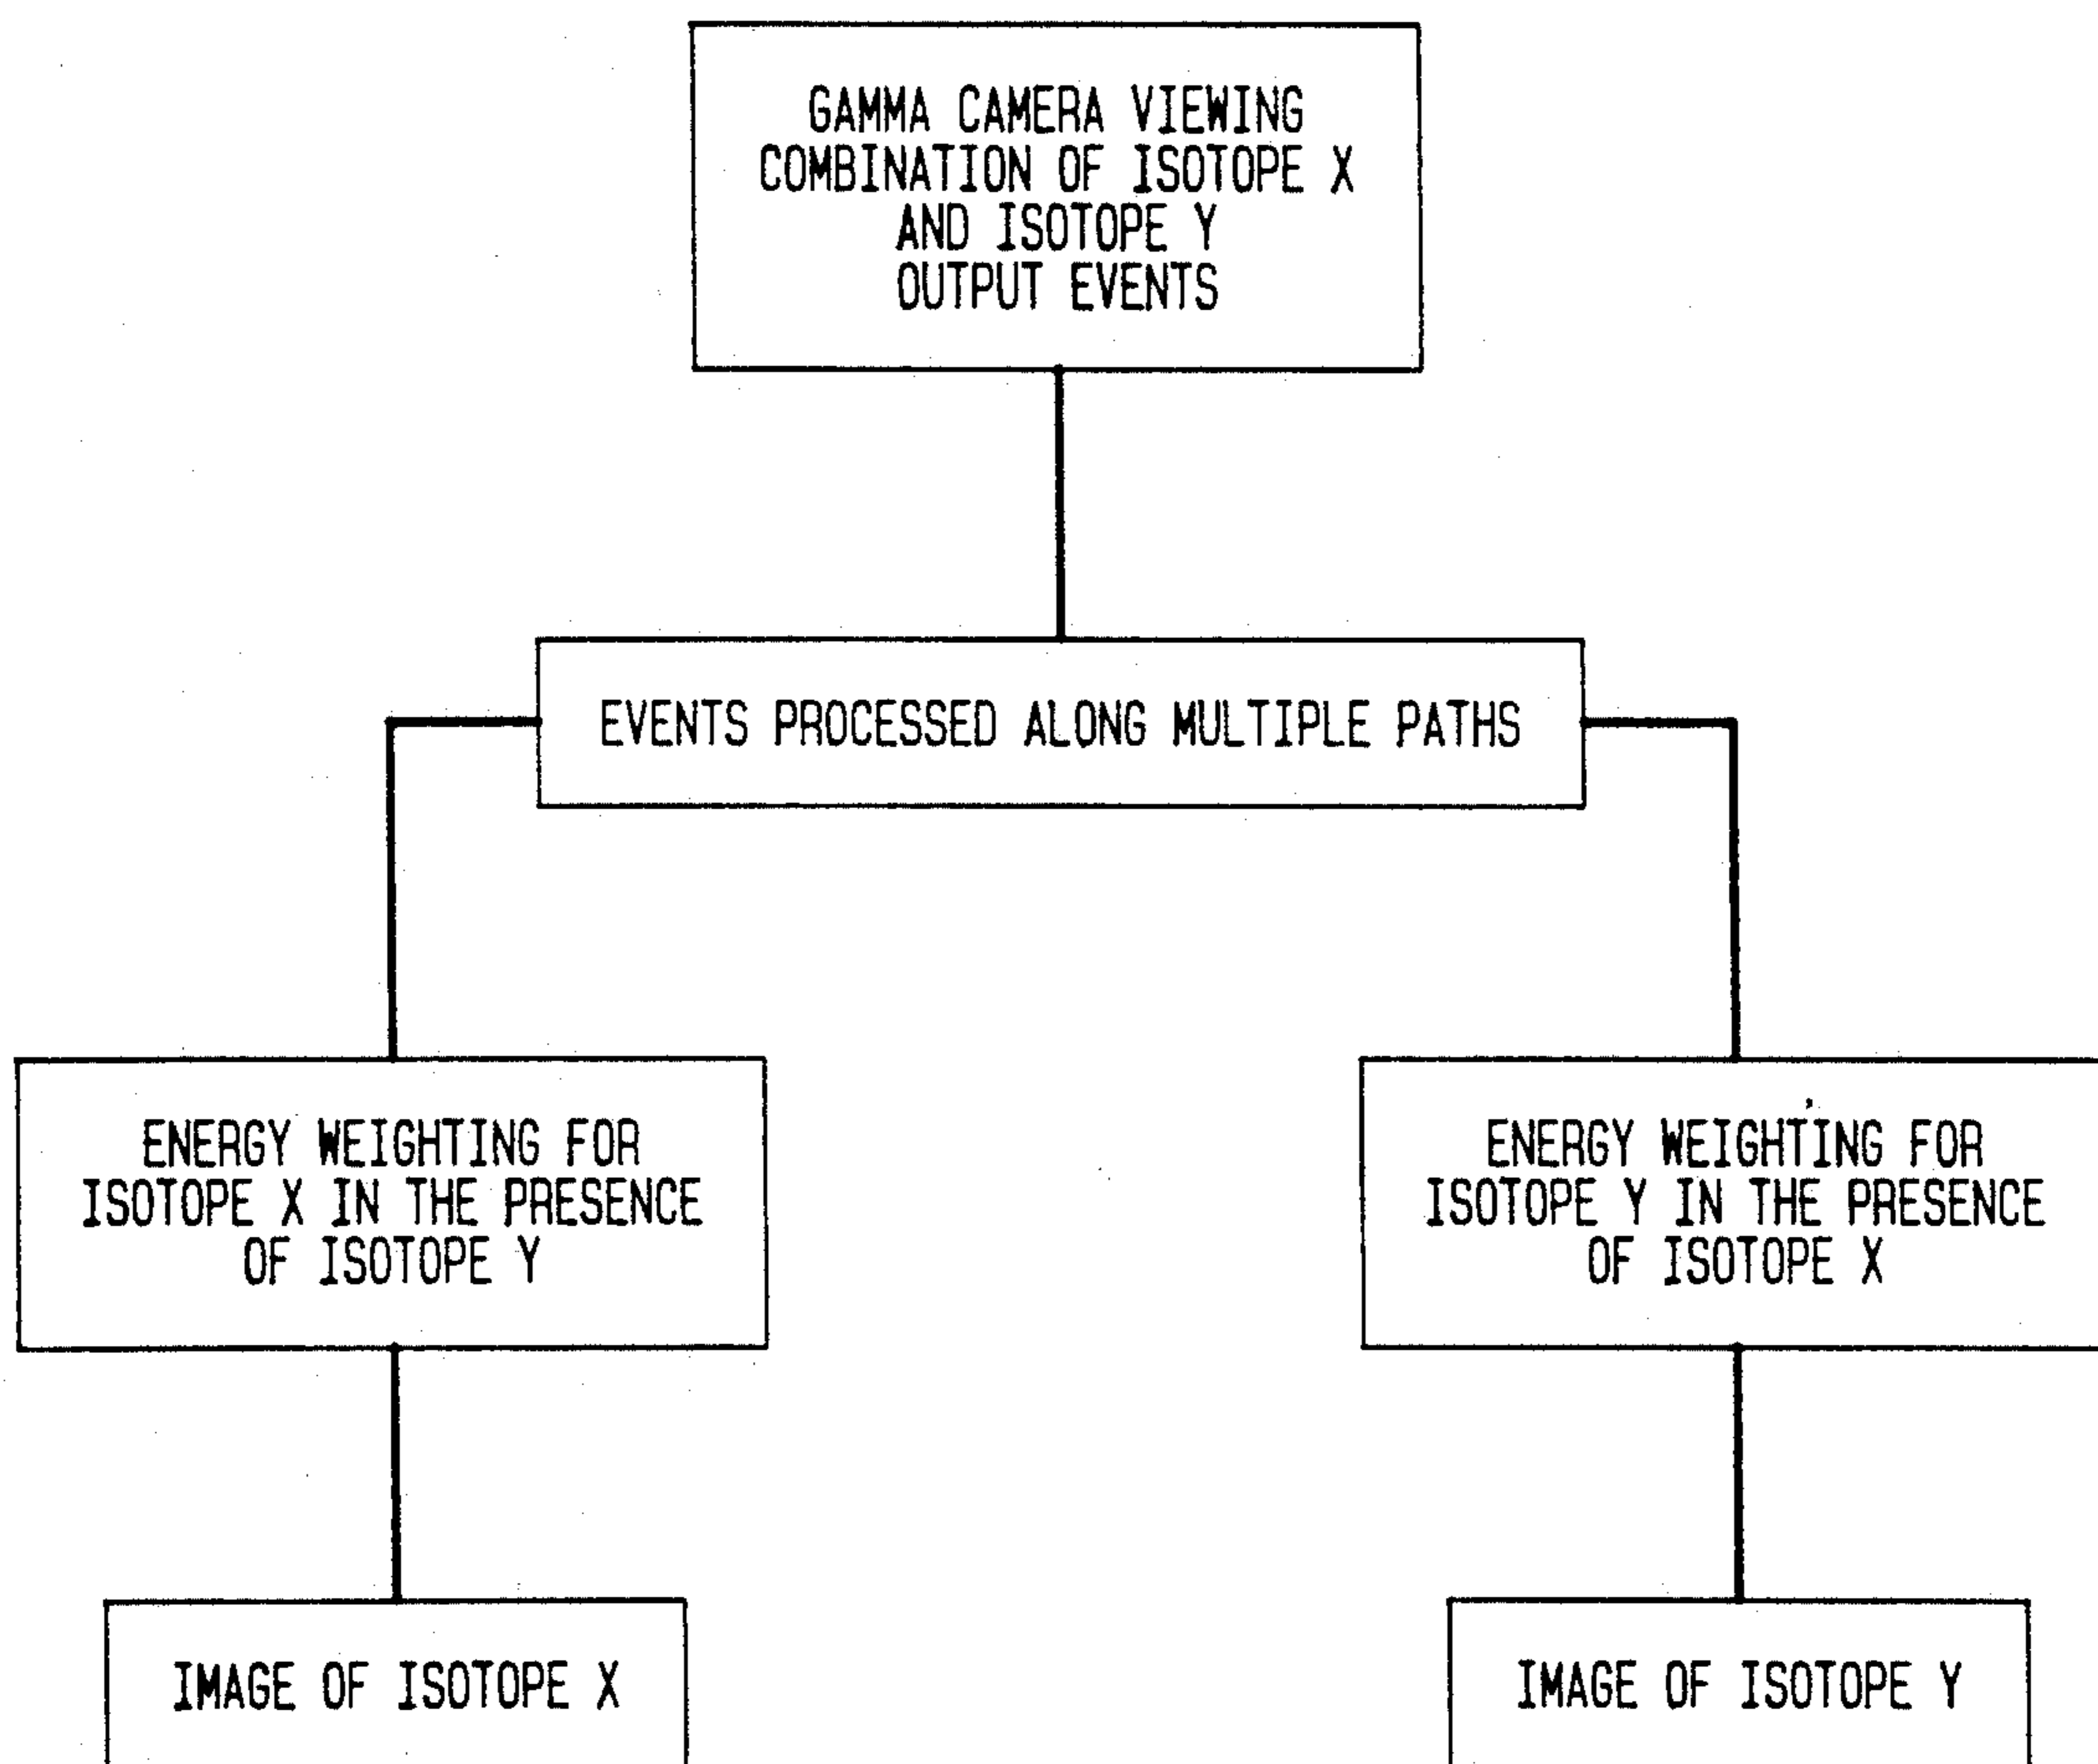 GAMMA CAMERA VIEWING
COMBINATION OF ISOTOPE X
AND ISOTOPE Y
OUTPUT EVENTS
EVENTS PROCESSED ALONG MULTIPLE PATHS
ENERGY WEIGHTING FOR
ISOTOPE X IN THE PRESENCE
OF ISOTOPE Y
ENERGY WEIGHTING FOR
ISOTOPE Y IN THE PRESENCE
OF ISOTOPE X
IMAGE OF ISOTOPE X
IMAGE OF ISOTOPE Y